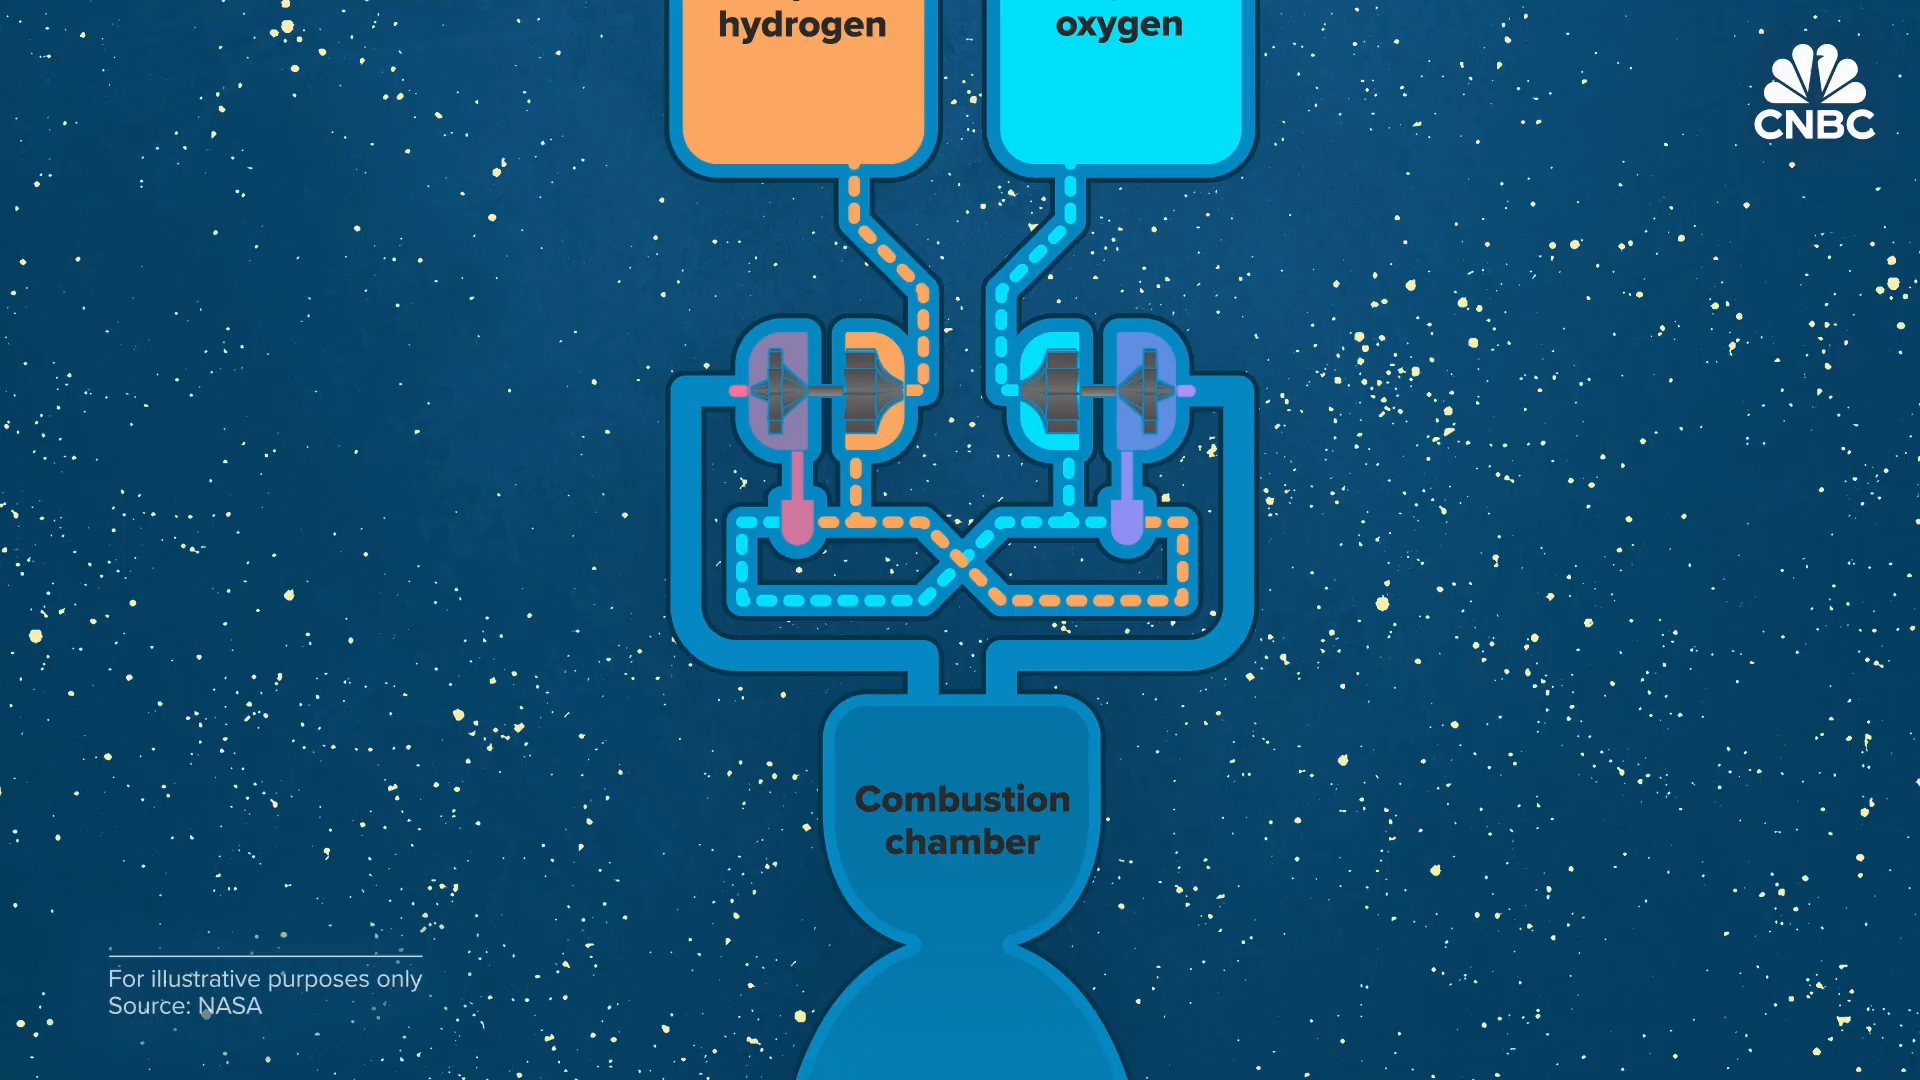 hydrogen
oxygen
CNBC
Combustion
chamber
For illustrative purposes only
Source: NASA